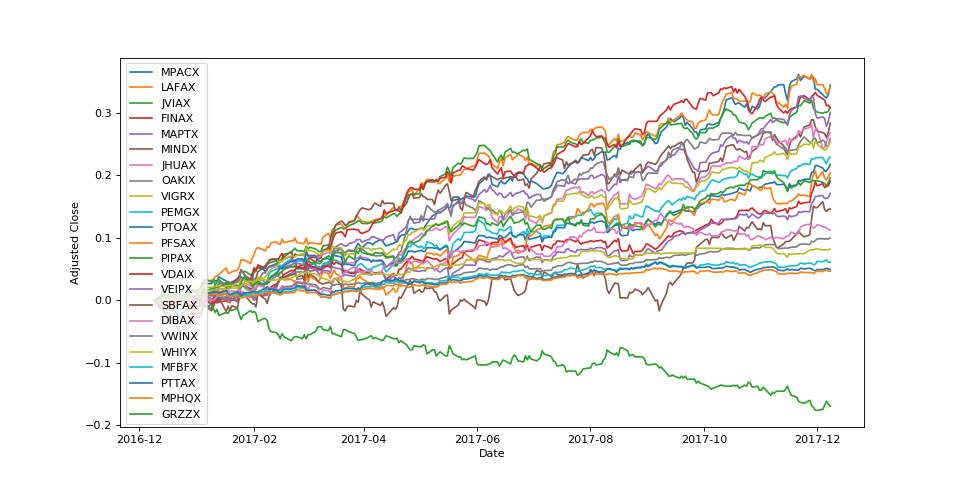 MPACX
LAFAX
JVIAX
FINAX
MAPTX
MINDX
JHUAX
OAKIX
VIGRX
PEMGX
PTOAX
PFSAX
PIPAX
VDAIX
VEIPX
SBFAX
DIBAX
VWINX
WHIYX
MFBFX
PTTAX
MPHQX
GRZZX
Adjusted Close
0.3
0.2
0.1
0.0
−0.1
−0.2
2016-12 2017-02 2017-04 2017-06 2017-08 2017-10 2017-12
Date